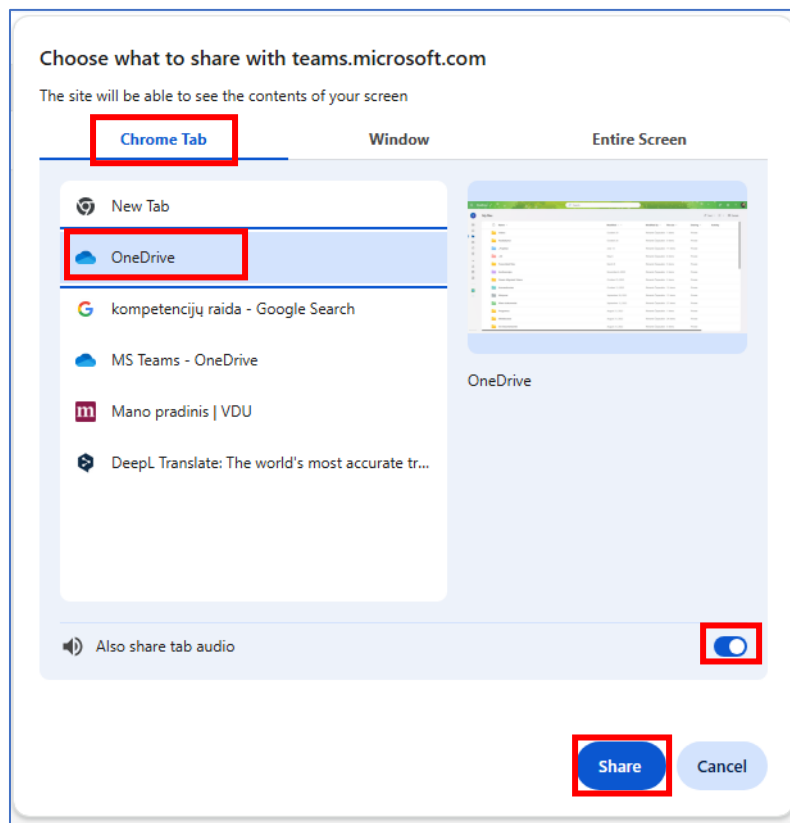 Choose what to share with teams.microsoft.com
The site will be able to see the contents of your screen
Chrome Tab
Window
Entire Screen
New Tab
OneDrive
kompetencijų raida - Google Search
MS Teams - OneDrive
Mano pradinis | VDU
DeepL Translate: The world's most accurate tr...
OneDrive
Also share tab audio
Share
Cancel